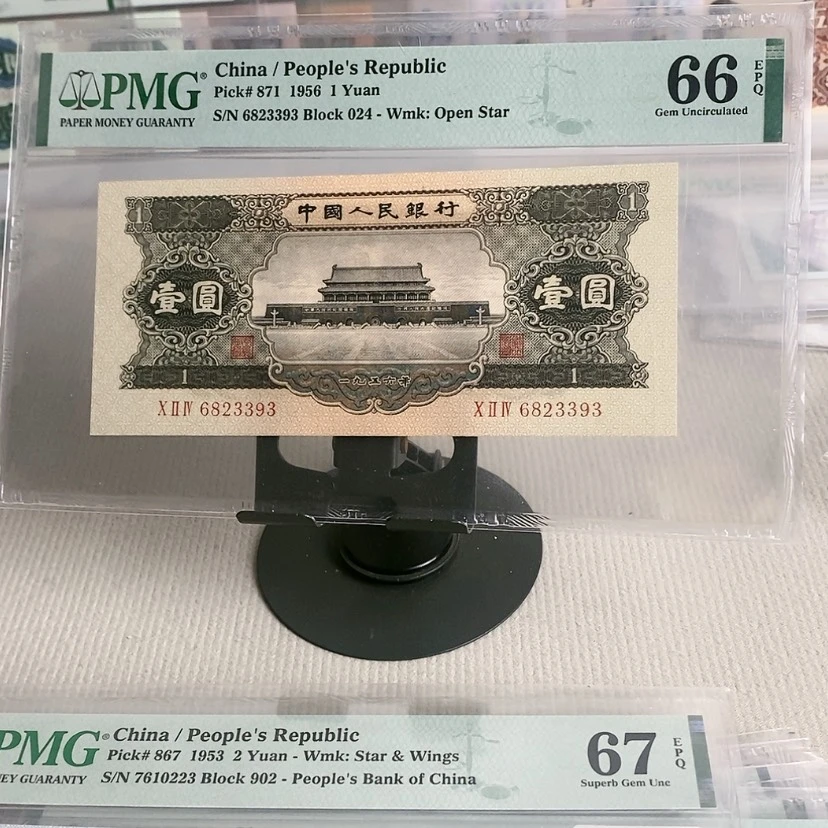 PMG®
PAPER MONEY GUARANTY
China / People's Republic
Pick# 871 1956 1 Yuan
S/N 6823393 Block 024 - Wmk: Open Star
66 EPQ
Gem Uncirculated
1 中國人民銀行 1
壹圓 壹圓
1 一九五六年 1
X II IV 6823393 X II IV 6823393
PMG®
EY GUARANTY
China / People's Republic
Pick# 867 1953 2 Yuan - Wmk: Star & Wings
S/N 7610223 Block 902 - People's Bank of China
67 EPQ
Superb Gem Unc